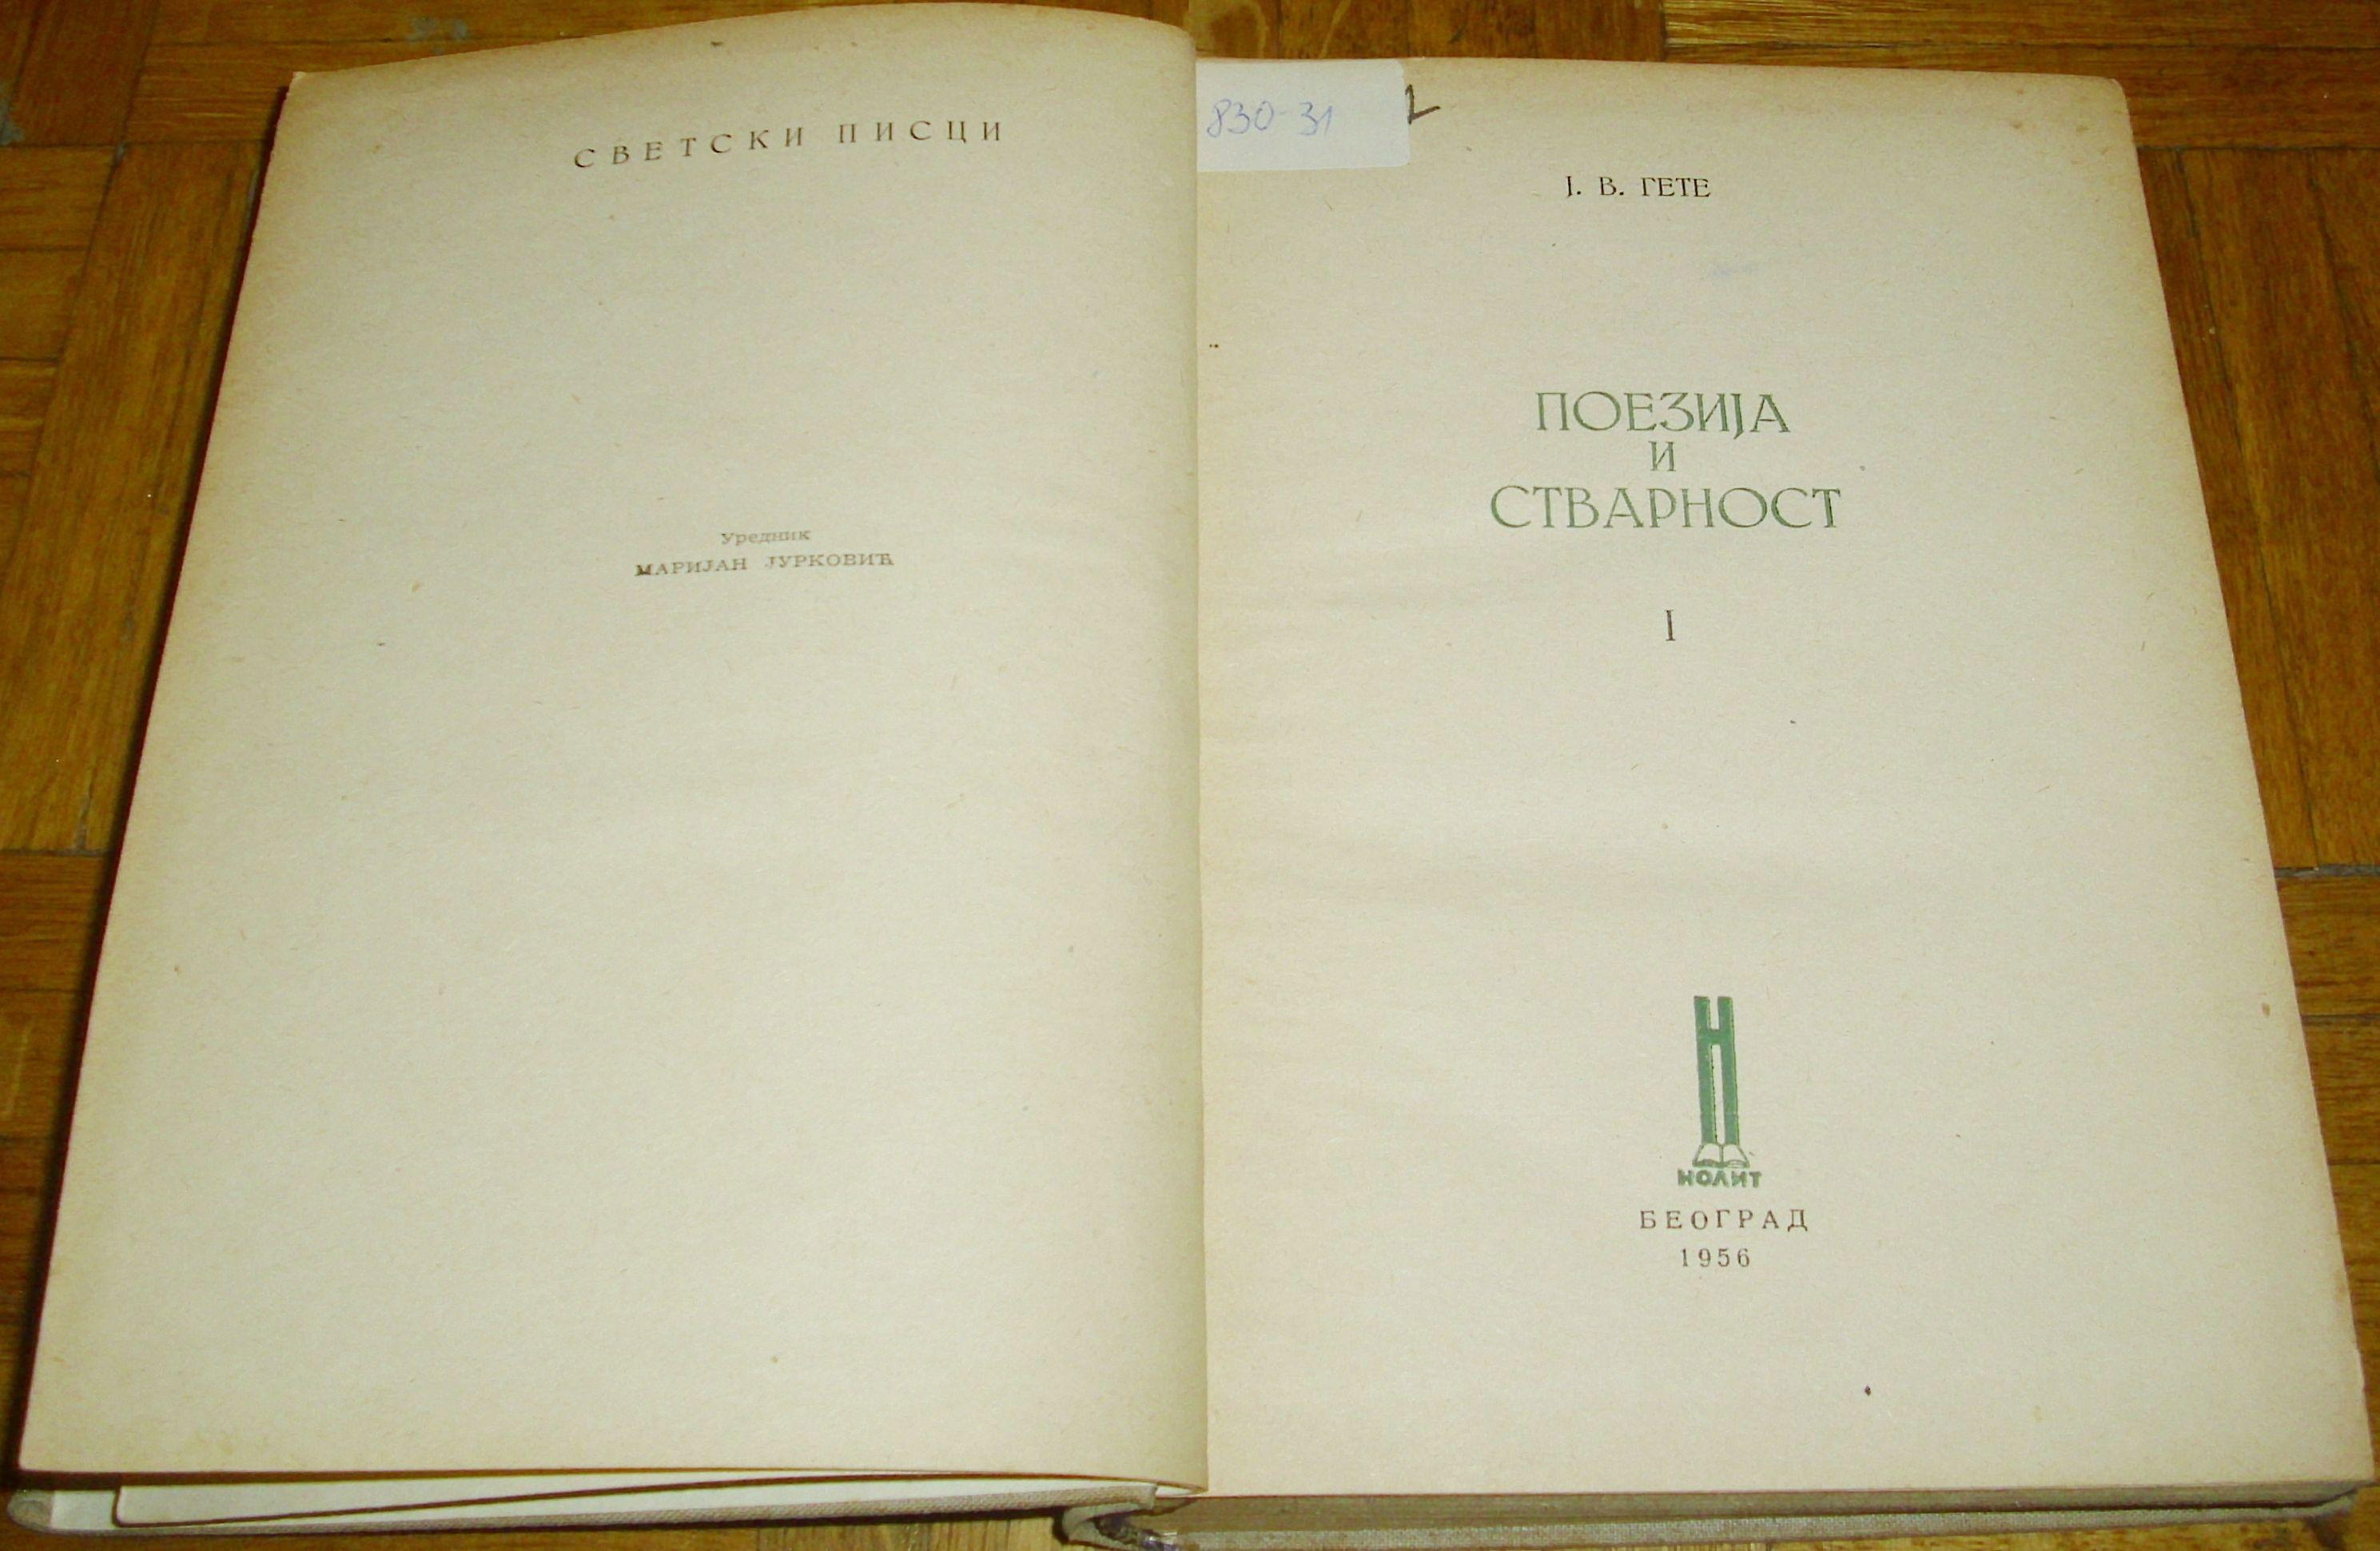 СВЕТСКИ ПИСЦИ
Уредник
МАРИЈАН ЈУРКОВИЋ
830-31
Ј. В. ГЕТЕ
ПОЕЗИЈА
И
СТВАРНОСТ
I
НОЛИТ
БЕОГРАД
1956